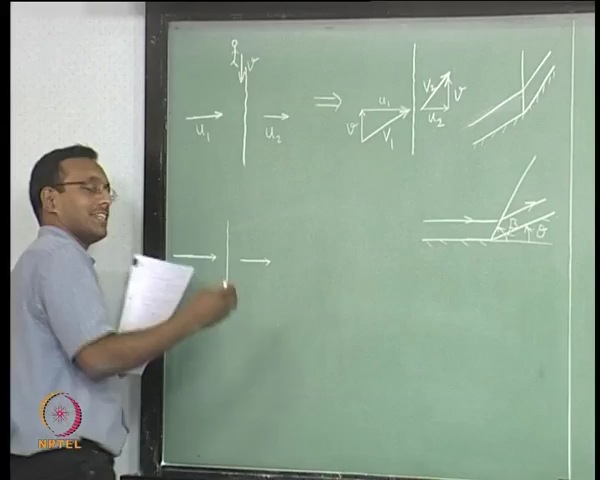 v
u₁ u₂
⇒
v u₁ V₁
V₂ v u₂
β θ
NPTEL